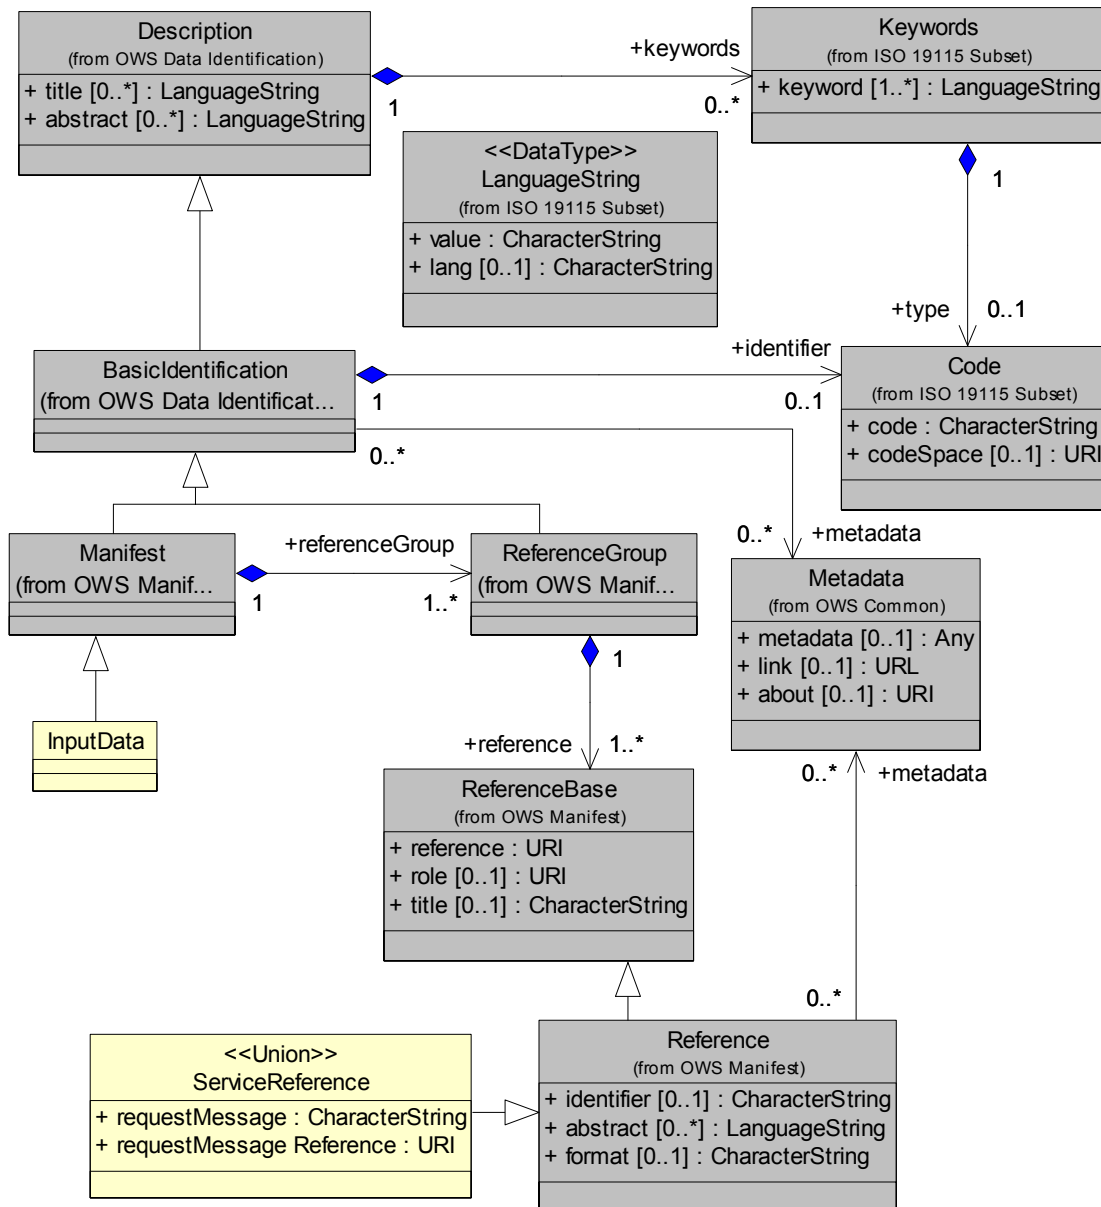 Description
(from OWS Data Identification)
+ title [0..*] : LanguageString
+ abstract [0..*] : LanguageString
1
+keywords
0..*
Keywords
(from ISO 19115 Subset)
+ keyword [1..*] : LanguageString
1
<<DataType>>
LanguageString
(from ISO 19115 Subset)
+ value : CharacterString
+ lang [0..1] : CharacterString
+type
0..1
BasicIdentification
(from OWS Data Identificat...
1
+identifier
0..1
Code
(from ISO 19115 Subset)
+ code : CharacterString
+ codeSpace [0..1] : URI
0..*
0..*
+metadata
Manifest
(from OWS Manif...
1
+referenceGroup
1..*
ReferenceGroup
(from OWS Manif...
1
Metadata
(from OWS Common)
+ metadata [0..1] : Any
+ link [0..1] : URL
+ about [0..1] : URI
InputData
+reference
1..*
0..*
+metadata
ReferenceBase
(from OWS Manifest)
+ reference : URI
+ role [0..1] : URI
+ title [0..1] : CharacterString
0..*
<<Union>>
ServiceReference
+ requestMessage : CharacterString
+ requestMessage Reference : URI
Reference
(from OWS Manifest)
+ identifier [0..1] : CharacterString
+ abstract [0..*] : LanguageString
+ format [0..1] : CharacterString